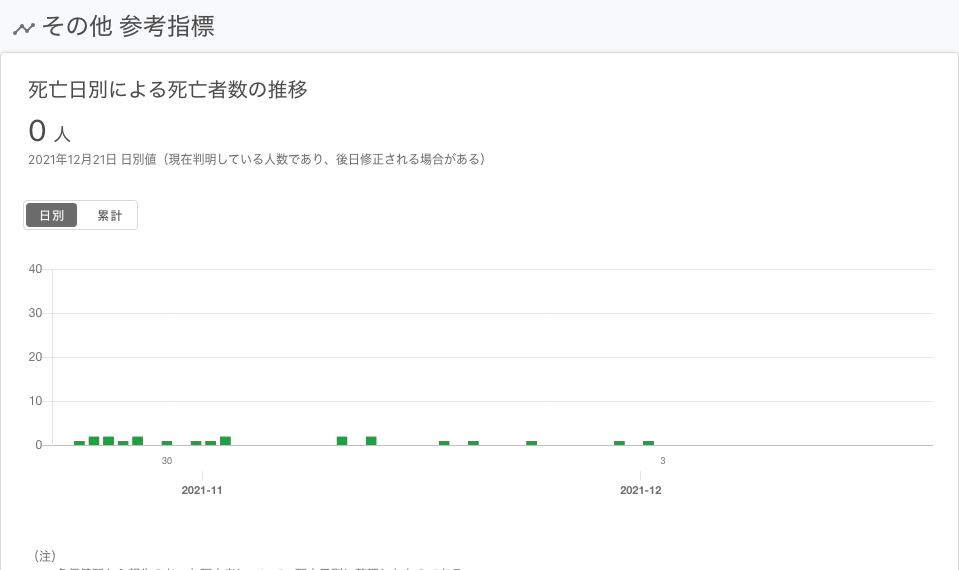 その他 参考指標
死亡日別による死亡者数の推移
0 人
2021年12月21日 日別値（現在判明している人数であり、後日修正される場合がある）
日別 累計
40
30
20
10
0
30 3
2021-11 2021-12
（注）